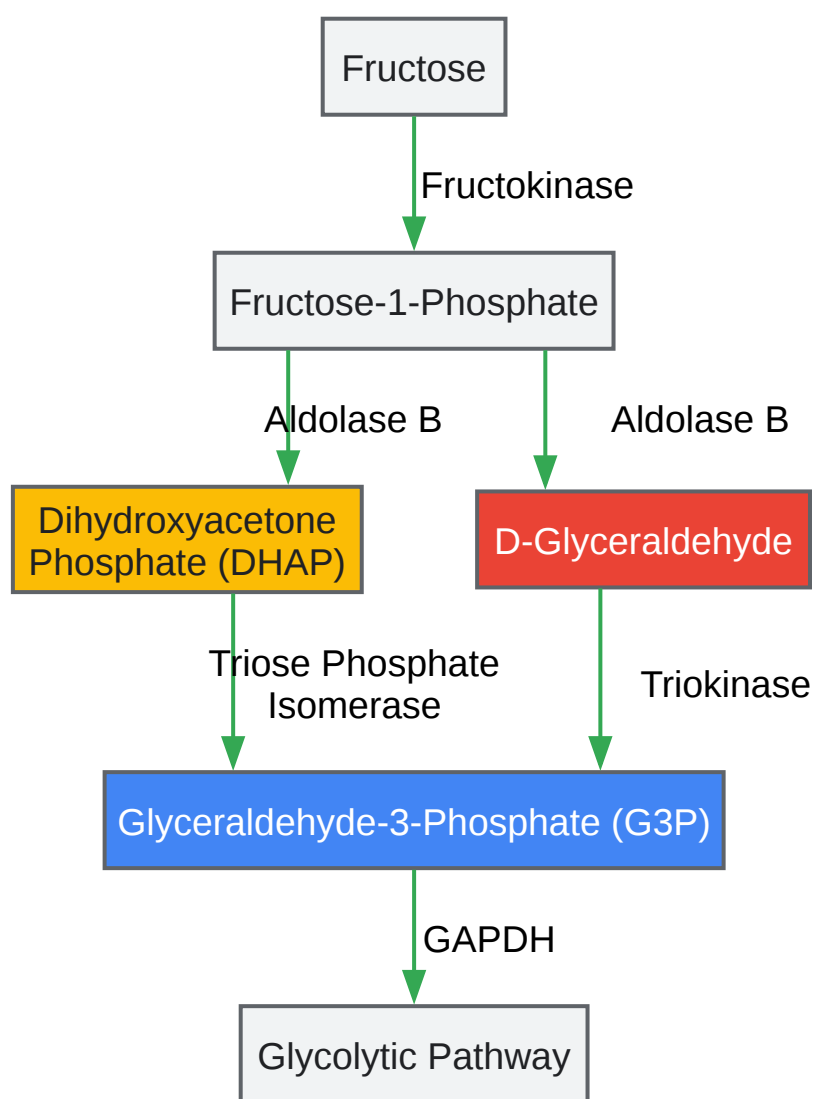 Fructose
Fructokinase
Fructose-1-Phosphate
Aldolase B
Aldolase B
Dihydroxyacetone
Phosphate (DHAP)
D-Glyceraldehyde
Triose Phosphate
Isomerase
Triokinase
Glyceraldehyde-3-Phosphate (G3P)
GAPDH
Glycolytic Pathway